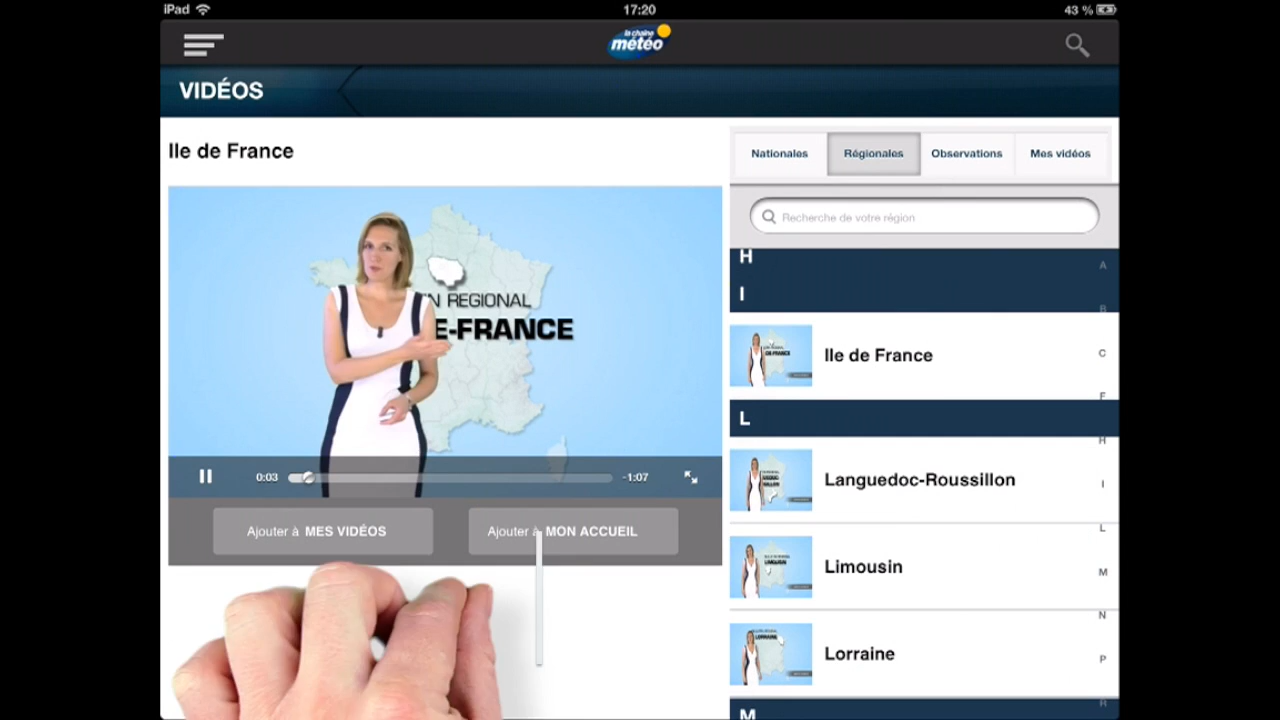 iPad
17:20
43 %
la chaîne
météo
VIDÉOS
Ile de France
N REGIONAL
E-FRANCE
0:03
-1:07
Ajouter à MES VIDÉOS
Ajouter à MON ACCUEIL
Nationales
Régionales
Observations
Mes vidéos
Recherche de votre région
H
I
Ile de France
L
Languedoc-Roussillon
Limousin
Lorraine
M
A
B
C
F
H
I
L
M
N
P
R